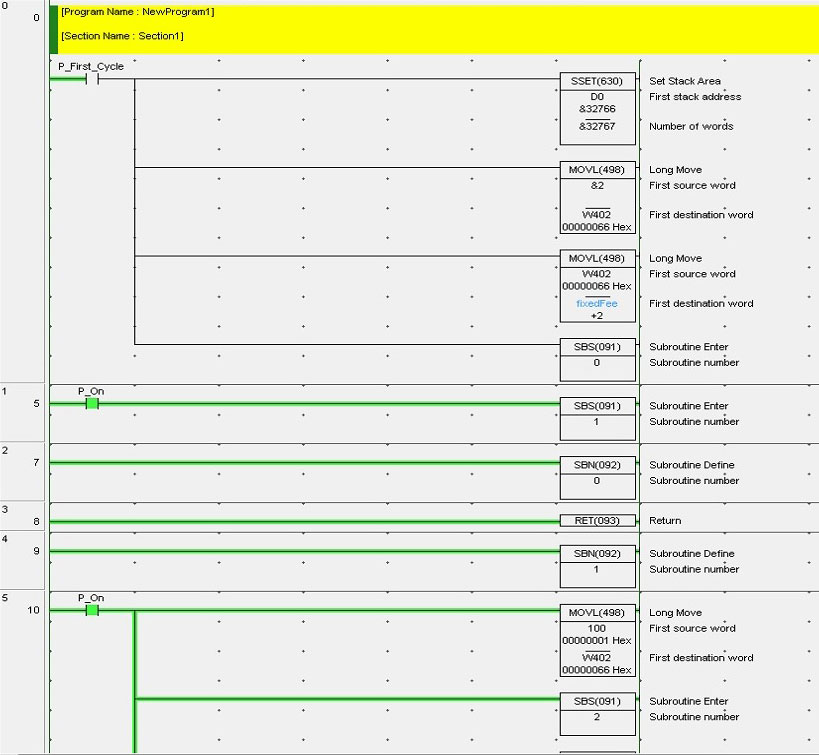 0
0
[Program Name : NewProgram1]
[Section Name : Section1]
P_First_Cycle
SSET(630) Set Stack Area
D0 First stack address
&32766
&32767 Number of words
MOVL(498) Long Move
&2 First source word
W402 First destination word
00000066 Hex
MOVL(498) Long Move
W402 First source word
00000066 Hex
fixedFee First destination word
+2
SBS(091) Subroutine Enter
0 Subroutine number
1
5
P_On
SBS(091) Subroutine Enter
1 Subroutine number
2
7
SBN(092) Subroutine Define
0 Subroutine number
3
8
RET(093) Return
4
9
SBN(092) Subroutine Define
1 Subroutine number
5
10
P_On
MOVL(498) Long Move
100 First source word
00000001 Hex
W402 First destination word
00000066 Hex
SBS(091) Subroutine Enter
2 Subroutine number